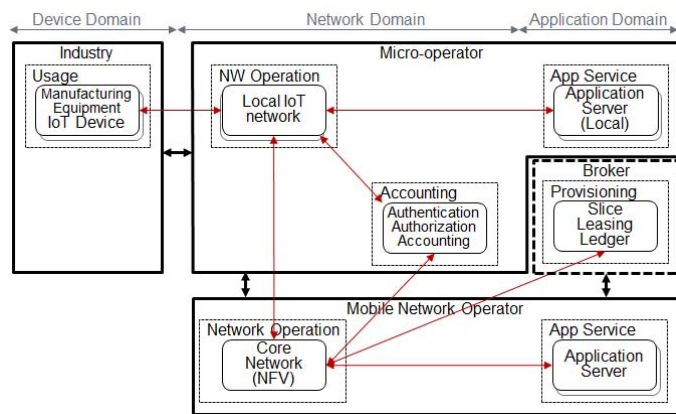 Device Domain
Network Domain
Application Domain
Industry
Micro-operator
Usage
Manufacturing
Equipment
IoT Device
NW Operation
Local IoT
network
App Service
Application
Server
(Local)
Accounting
Authentication
Authorization
Accounting
Broker
Provisioning
Slice
Leasing
Ledger
Mobile Network Operator
Network Operation
Core
Network
(NFV)
App Service
Application
Server